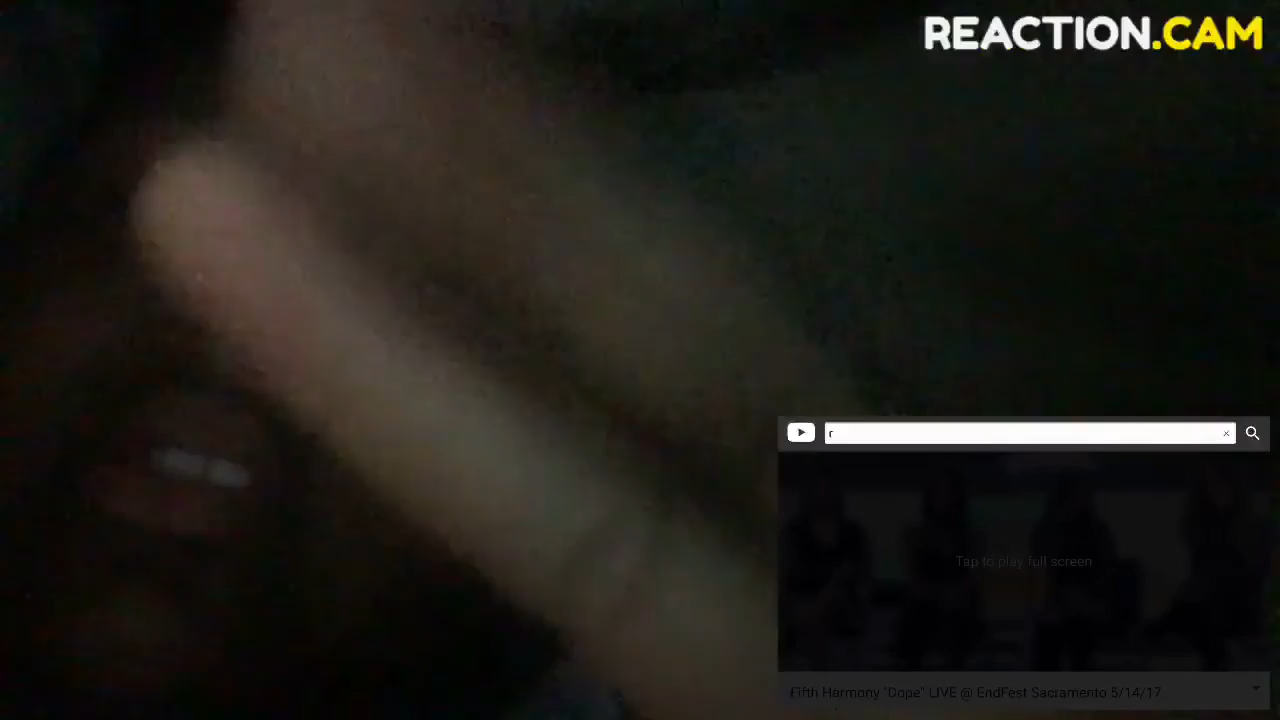 REACTION.CAM
r
Tap to play full screen
Fifth Harmony "Dope" LIVE @ EndFest Sacramento 5/14/17